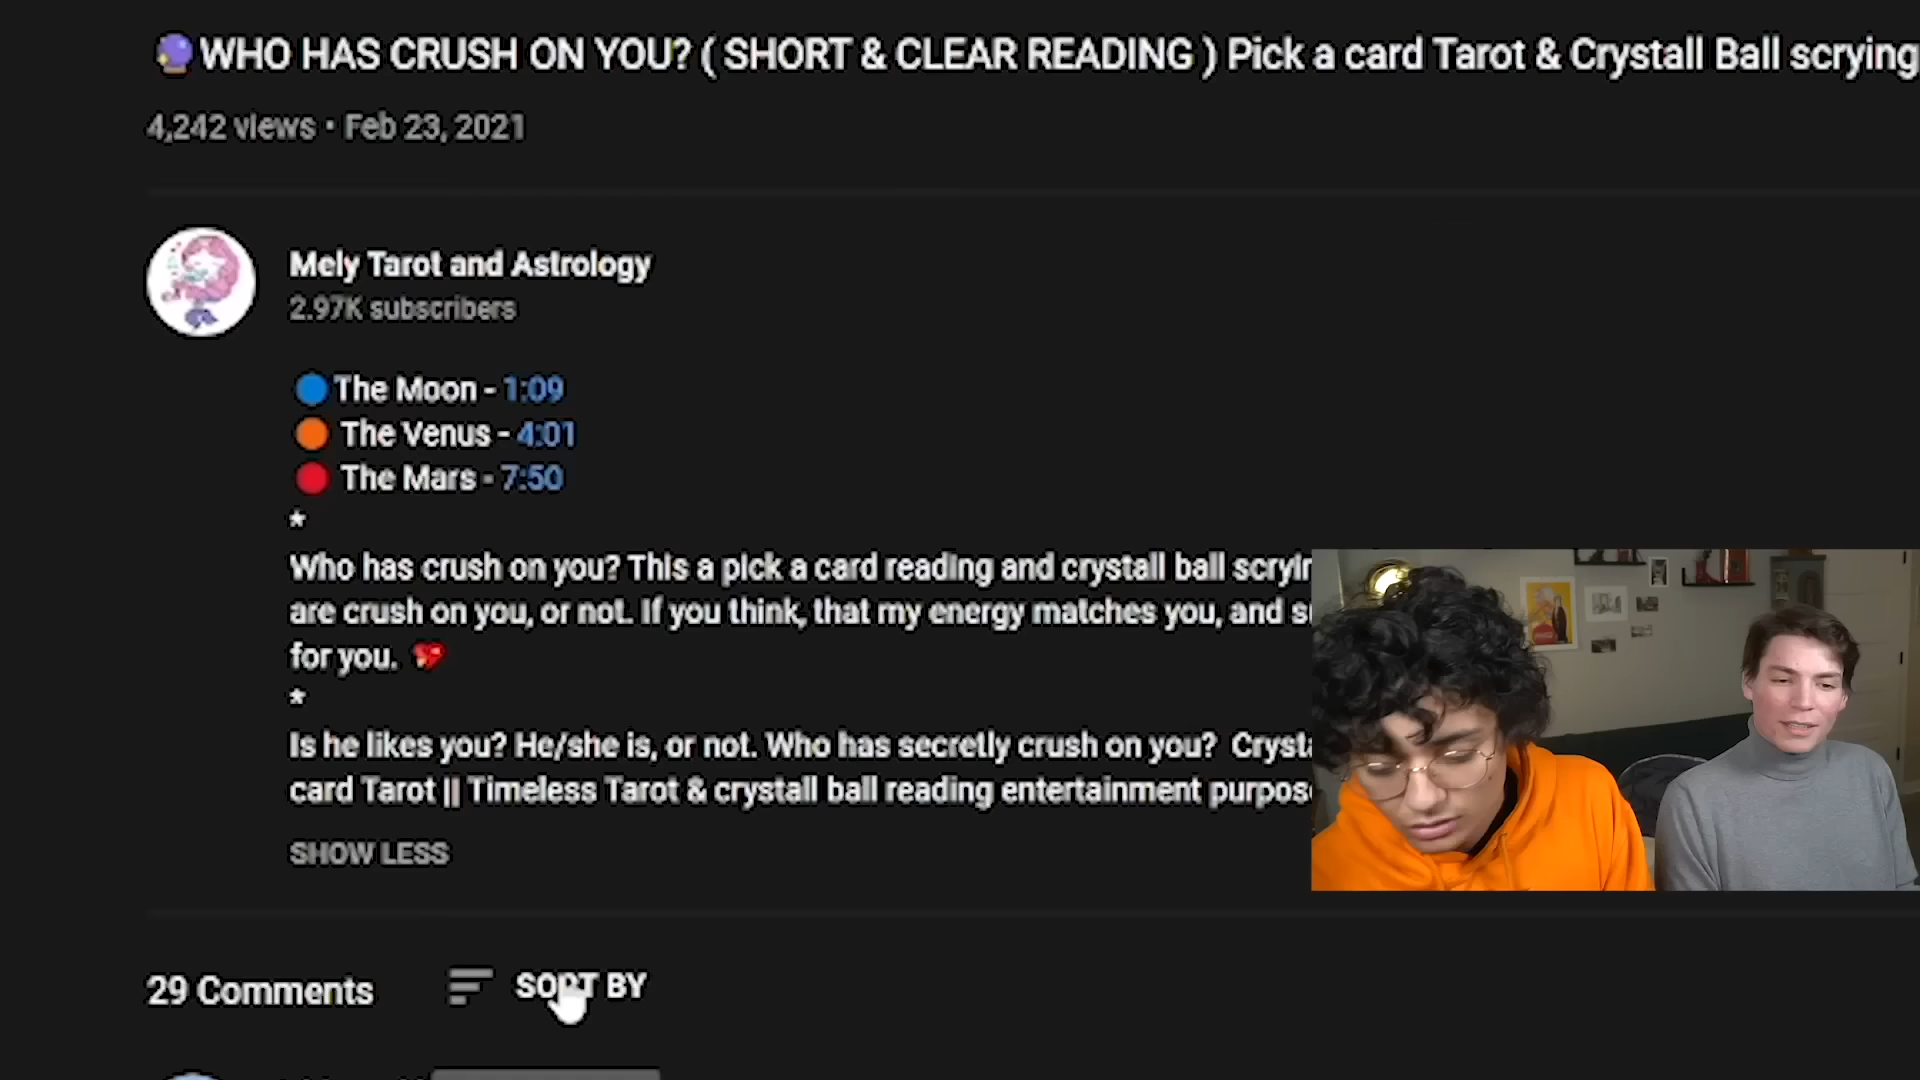 WHO HAS CRUSH ON YOU? ( SHORT & CLEAR READING ) Pick a card Tarot & Crystall Ball scrying
4,242 views • Feb 23, 2021
Mely Tarot and Astrology
2.97K subscribers
The Moon - 1:09
The Venus - 4:01
The Mars - 7:50
*
Who has crush on you? This a pick a card reading and crystall ball
are crush on you, or not. If you think, that my energy matches you, and
for you.
*
Is he likes you? He/she is, or not. Who has secretly crush on you?
card Tarot || Timeless Tarot & crystall ball reading entertainment
SHOW LESS
29 Comments
SORT BY